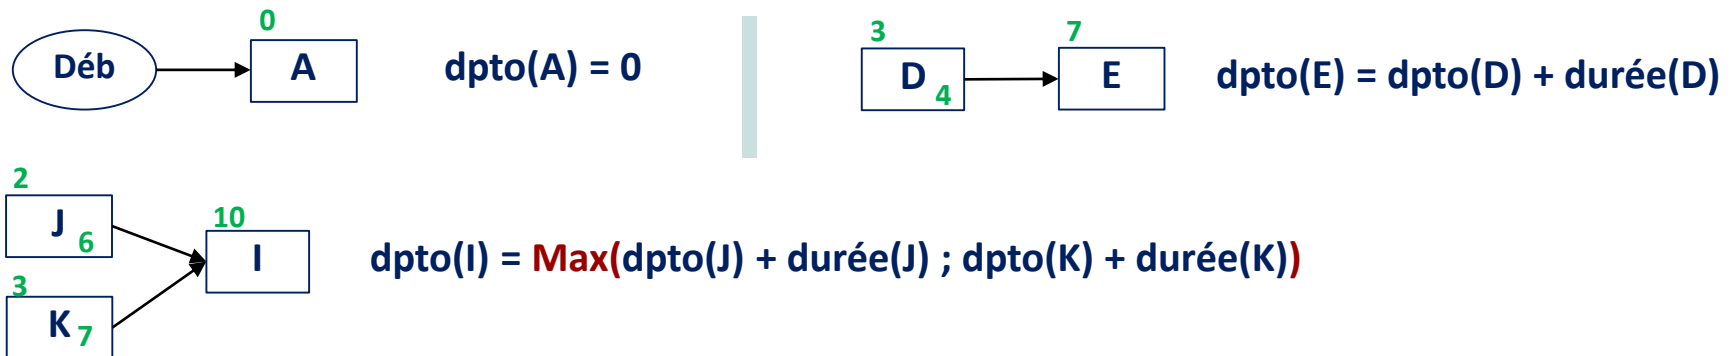 0
Déb
A
dpto(A) = 0
3
D 4
7
E
dpto(E) = dpto(D) + durée(D)
2
J 6
10
I
dpto(I) = Max(dpto(J) + durée(J) ; dpto(K) + durée(K))
3
K 7